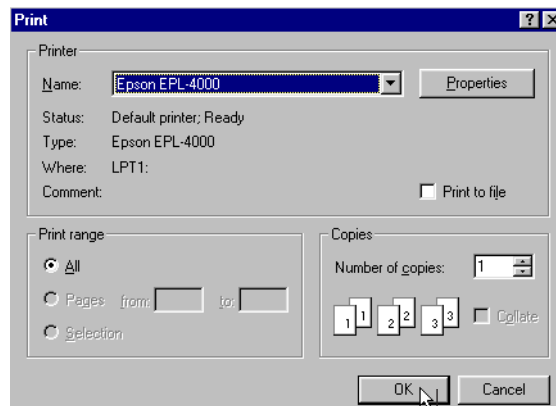 Print
Printer
Name: Epson EPL-4000 Properties
Status: Default printer; Ready
Type: Epson EPL-4000
Where: LPT1:
Comment: Print to file
Print range
All
Pages from: to:
Selection
Copies
Number of copies: 1
1 1 2 2 3 3 Collate
OK Cancel